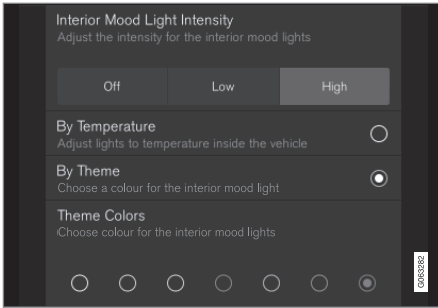 Interior Mood Light Intensity
Adjust the intensity for the interior mood lights
Off Low High
By Temperature
Adjust lights to temperature inside the vehicle
By Theme
Choose a colour for the interior mood light
Theme Colors
Choose colour for the interior mood lights
G063262